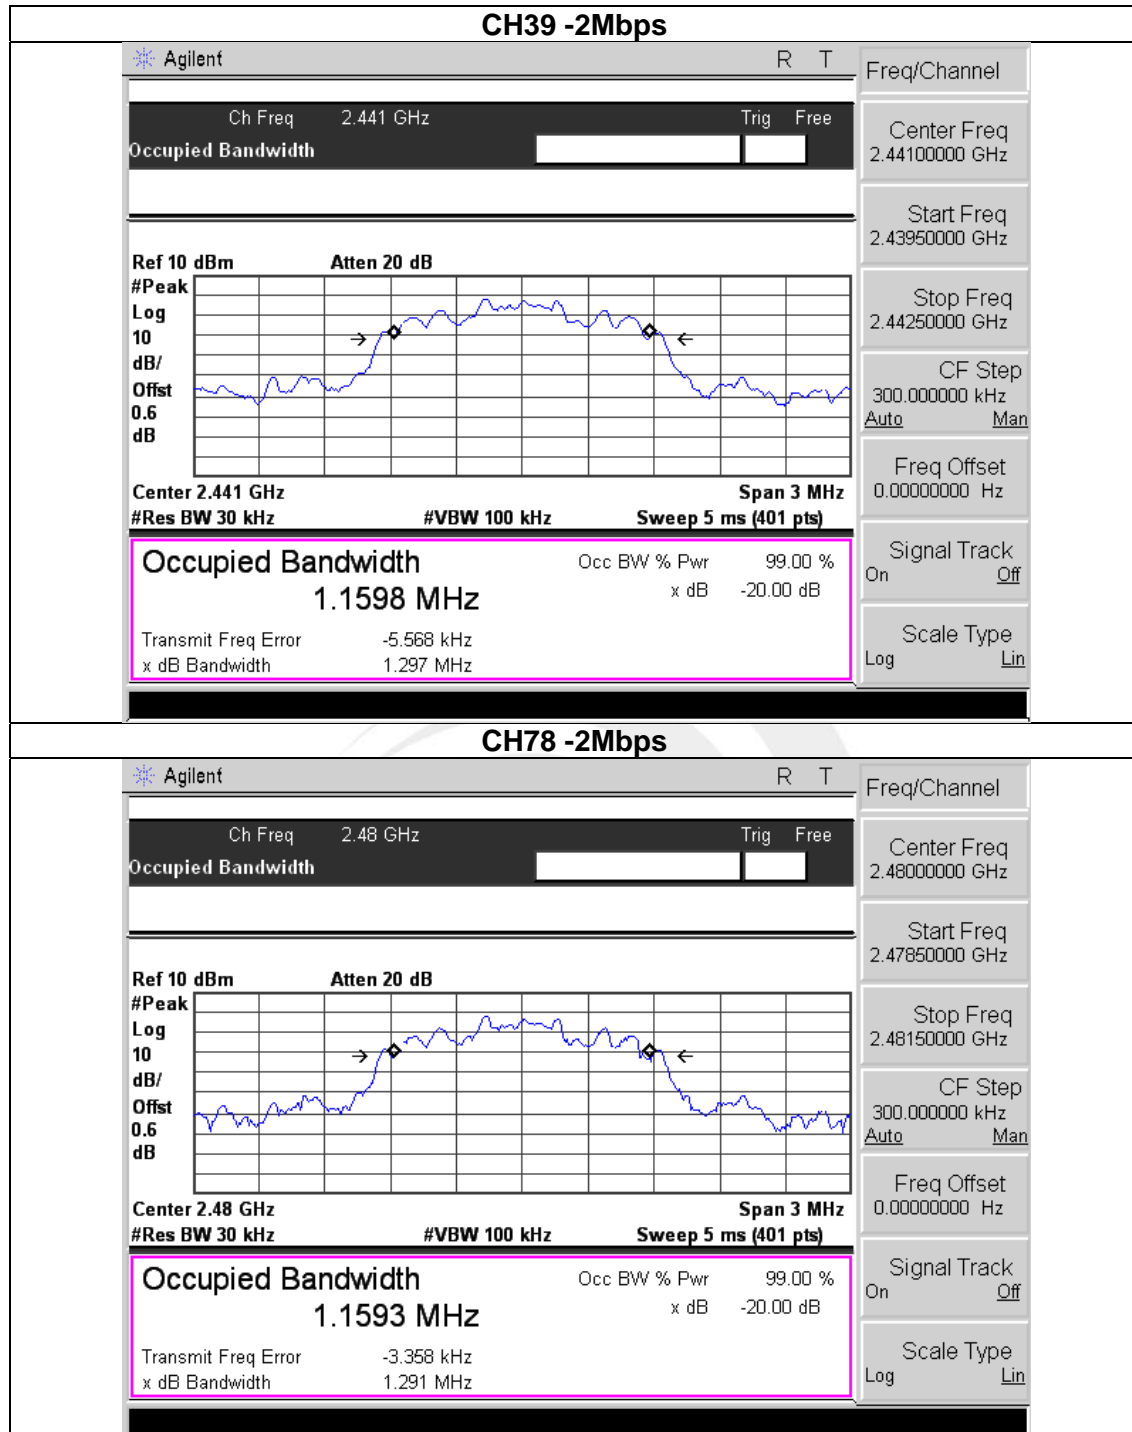 CH39 -2Mbps
Agilent R T
Freq/Channel
Ch Freq 2.441 GHz Trig Free
Occupied Bandwidth
Center Freq
2.44100000 GHz
Start Freq
2.43950000 GHz
Stop Freq
2.44250000 GHz
CF Step
300.000000 kHz
Auto Man
Freq Offset
0.00000000 Hz
Signal Track
On Off
Scale Type
Log Lin
Ref 10 dBm Atten 20 dB
#Peak
Log
10
dB/
Offst
0.6
dB
Center 2.441 GHz Span 3 MHz
#Res BW 30 kHz #VBW 100 kHz Sweep 5 ms (401 pts)
Occupied Bandwidth Occ BW % Pwr 99.00 %
1.1598 MHz x dB -20.00 dB
Transmit Freq Error -5.568 kHz
x dB Bandwidth 1.297 MHz
CH78 -2Mbps
Agilent R T
Freq/Channel
Ch Freq 2.48 GHz Trig Free
Occupied Bandwidth
Center Freq
2.48000000 GHz
Start Freq
2.47850000 GHz
Stop Freq
2.48150000 GHz
CF Step
300.000000 kHz
Auto Man
Freq Offset
0.00000000 Hz
Signal Track
On Off
Scale Type
Log Lin
Ref 10 dBm Atten 20 dB
#Peak
Log
10
dB/
Offst
0.6
dB
Center 2.48 GHz Span 3 MHz
#Res BW 30 kHz #VBW 100 kHz Sweep 5 ms (401 pts)
Occupied Bandwidth Occ BW % Pwr 99.00 %
1.1593 MHz x dB -20.00 dB
Transmit Freq Error -3.358 kHz
x dB Bandwidth 1.291 MHz